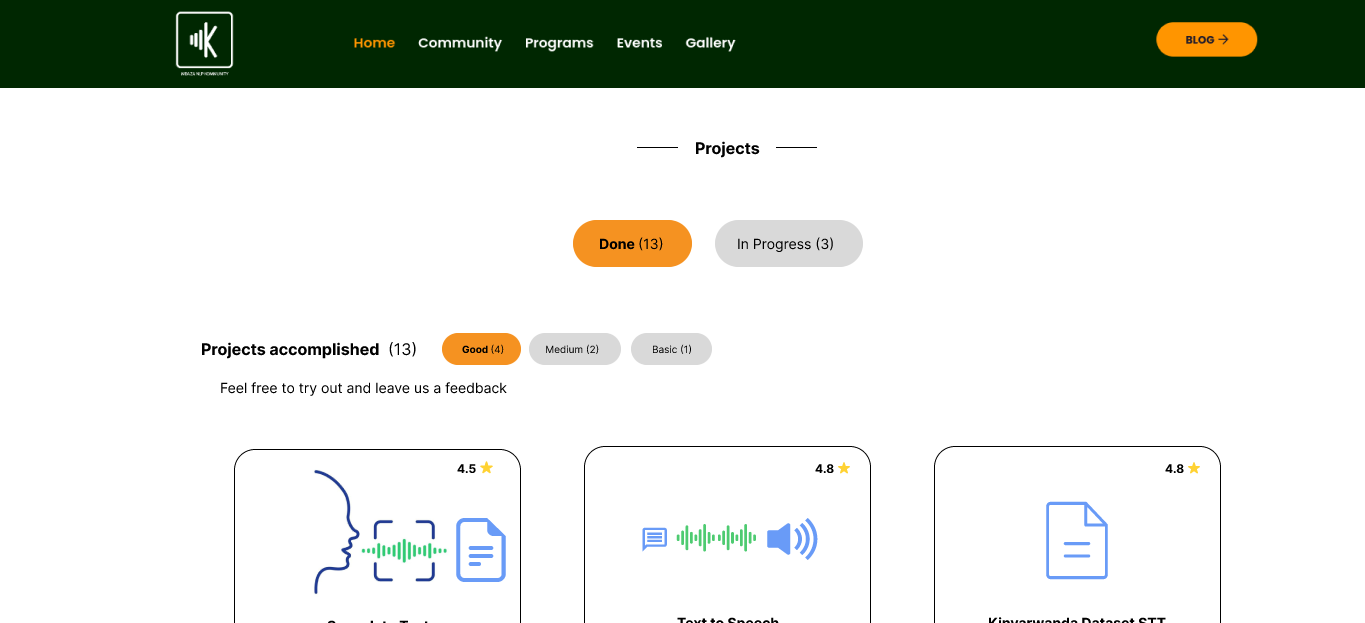 Home Community Programs Events Gallery BLOG →
MBAZA NLP COMMUNITY
Projects
Done (13) In Progress (3)
Projects accomplished (13) Good (4) Medium (2) Basic (1)
Feel free to try out and leave us a feedback
4.5 4.8 4.8
Text to Speech Kinyarwanda Dataset STT